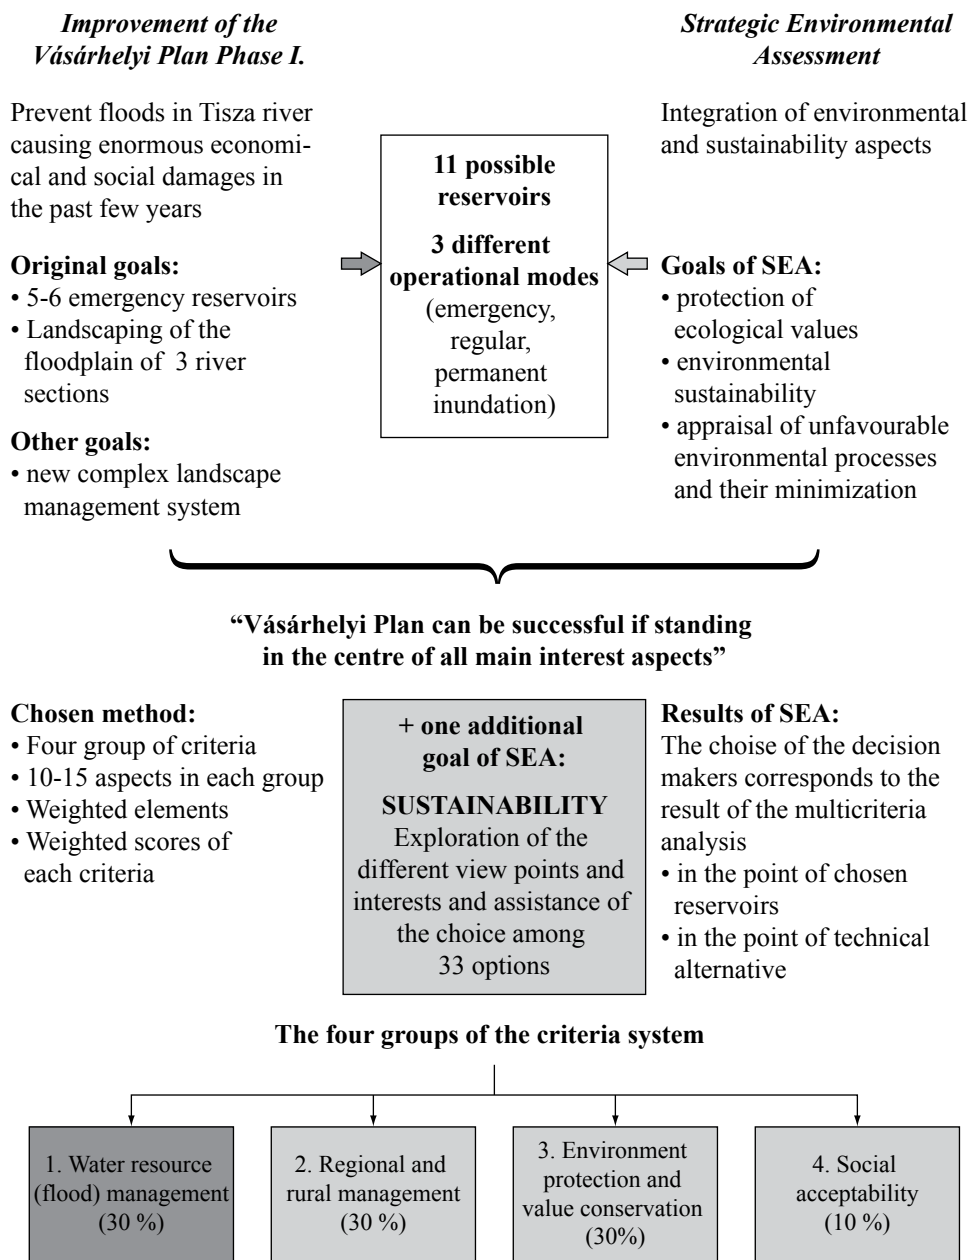 Improvement of the
Vásárhelyi Plan Phase I.
Prevent floods in Tisza river
causing enormous economi-
cal and social damages in
the past few years
Original goals:
• 5-6 emergency reservoirs
• Landscaping of the
floodplain of 3 river
sections
Other goals:
• new complex landscape
management system
11 possible
reservoirs
3 different
operational modes
(emergency,
regular,
permanent
inundation)
Strategic Environmental
Assessment
Integration of environmental
and sustainability aspects
Goals of SEA:
• protection of
ecological values
• environmental
sustainability
• appraisal of unfavourable
environmental processes
and their minimization
“Vásárhelyi Plan can be successful if standing
in the centre of all main interest aspects”
Chosen method:
• Four group of criteria
• 10-15 aspects in each group
• Weighted elements
• Weighted scores of
each criteria
+ one additional
goal of SEA:
SUSTAINABILITY
Exploration of the
different view points and
interests and assistance of
the choice among
33 options
Results of SEA:
The choise of the decision
makers corresponds to the
result of the multicriteria
analysis
• in the point of chosen
reservoirs
• in the point of technical
alternative
The four groups of the criteria system
1. Water resource
(flood) management
(30 %)
2. Regional and
rural management
(30 %)
3. Environment
protection and
value conservation
(30%)
4. Social
acceptability
(10 %)